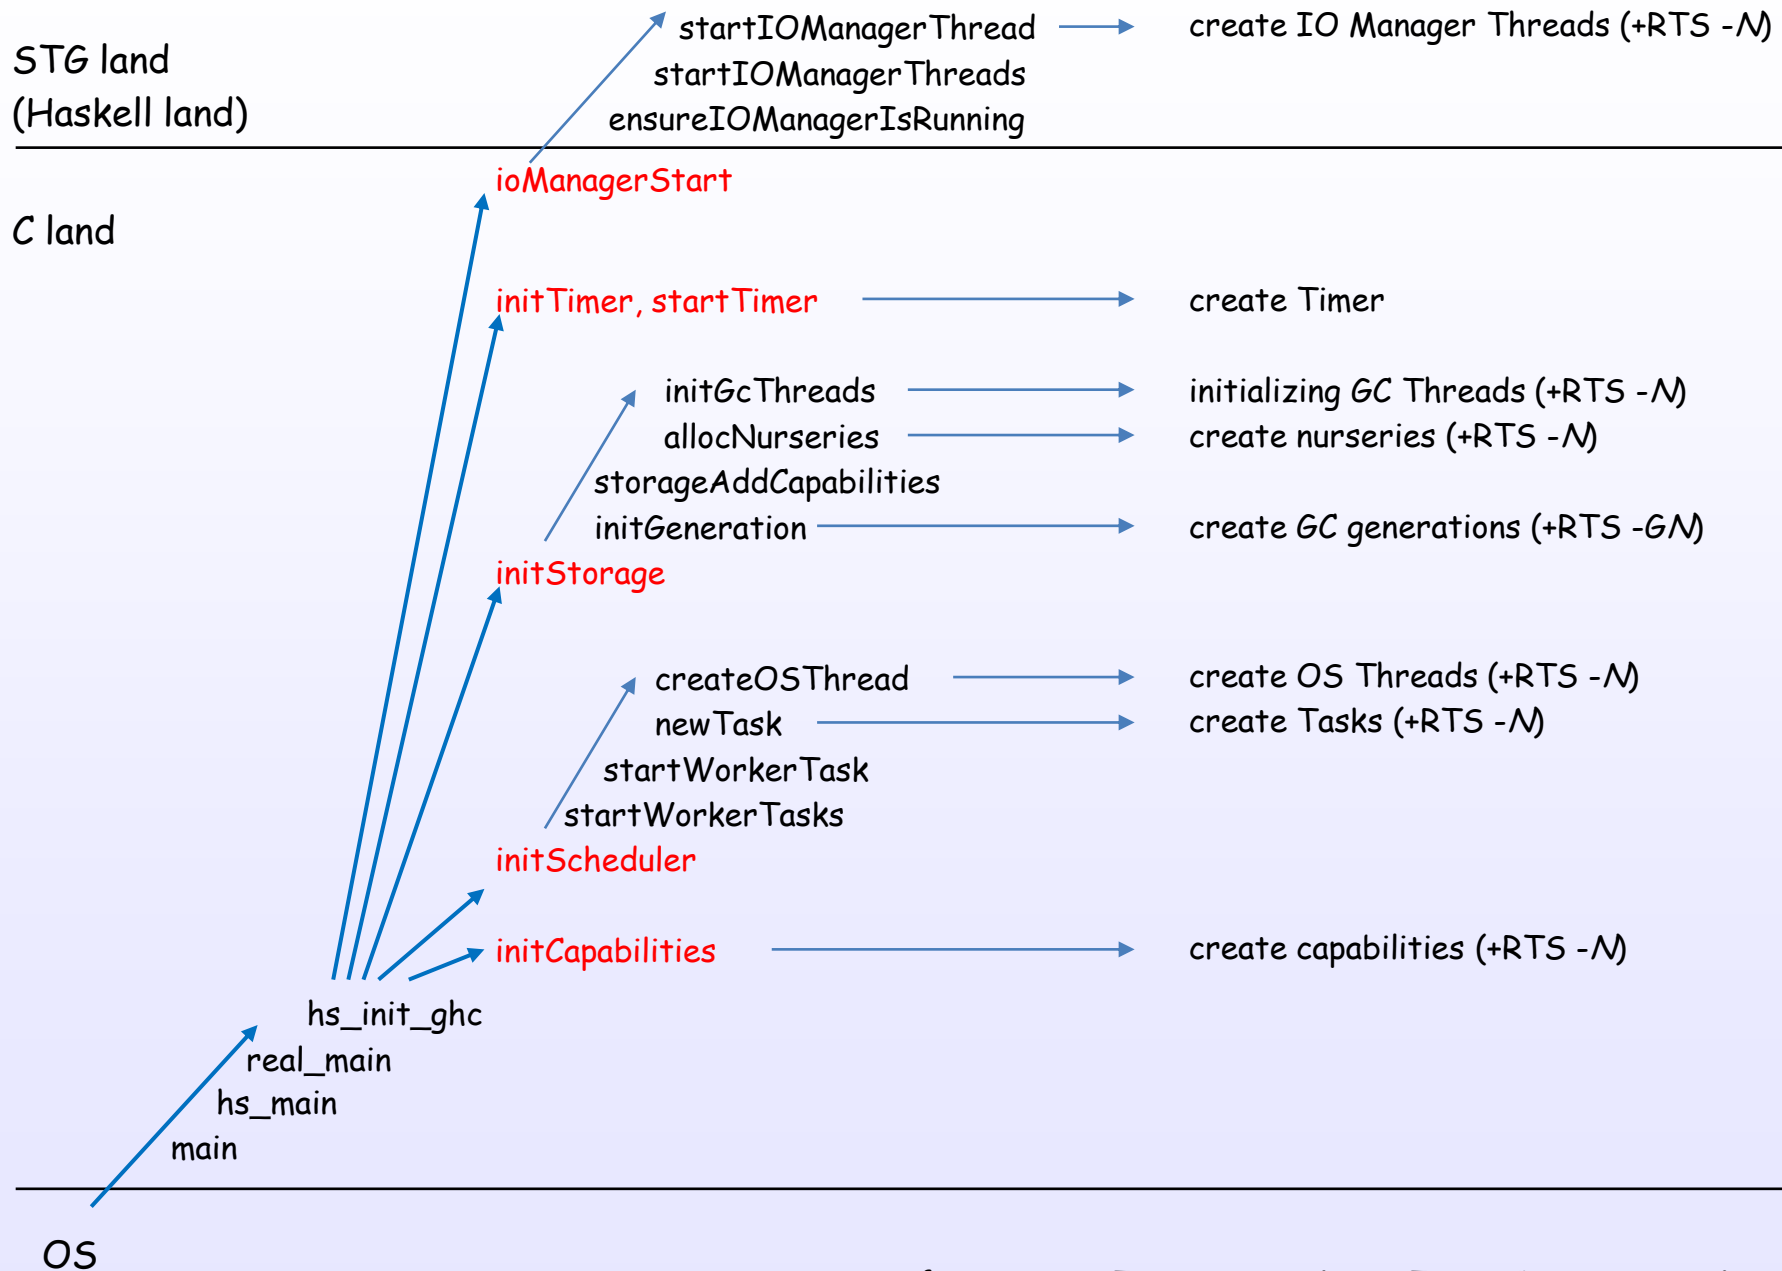 startIOManagerThread
create IO Manager Threads (+RTS -N)
STG land
(Haskell land)
startIOManagerThreads
ensureIOManagerIsRunning
ioManagerStart
C land
initTimer, startTimer
create Timer
initGcThreads
initializing GC Threads (+RTS -N)
allocNurseries
create nurseries (+RTS -N)
storageAddCapabilities
initGeneration
create GC generations (+RTS -GN)
initStorage
createOSThread
create OS Threads (+RTS -N)
newTask
create Tasks (+RTS -N)
startWorkerTask
startWorkerTasks
initScheduler
initCapabilities
create capabilities (+RTS -N)
hs_init_ghc
real_main
hs_main
main
OS